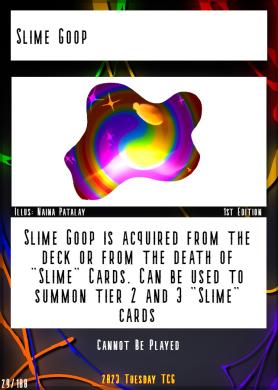 Slime Goop
Illus: Naina Patalay
1st Edition
Slime Goop is acquired from the
deck or from the death of
"Slime" Cards. Can be used to
summon tier 2 and 3 "Slime"
cards
Cannot Be Played
29/108
2023 Tuesday TCG